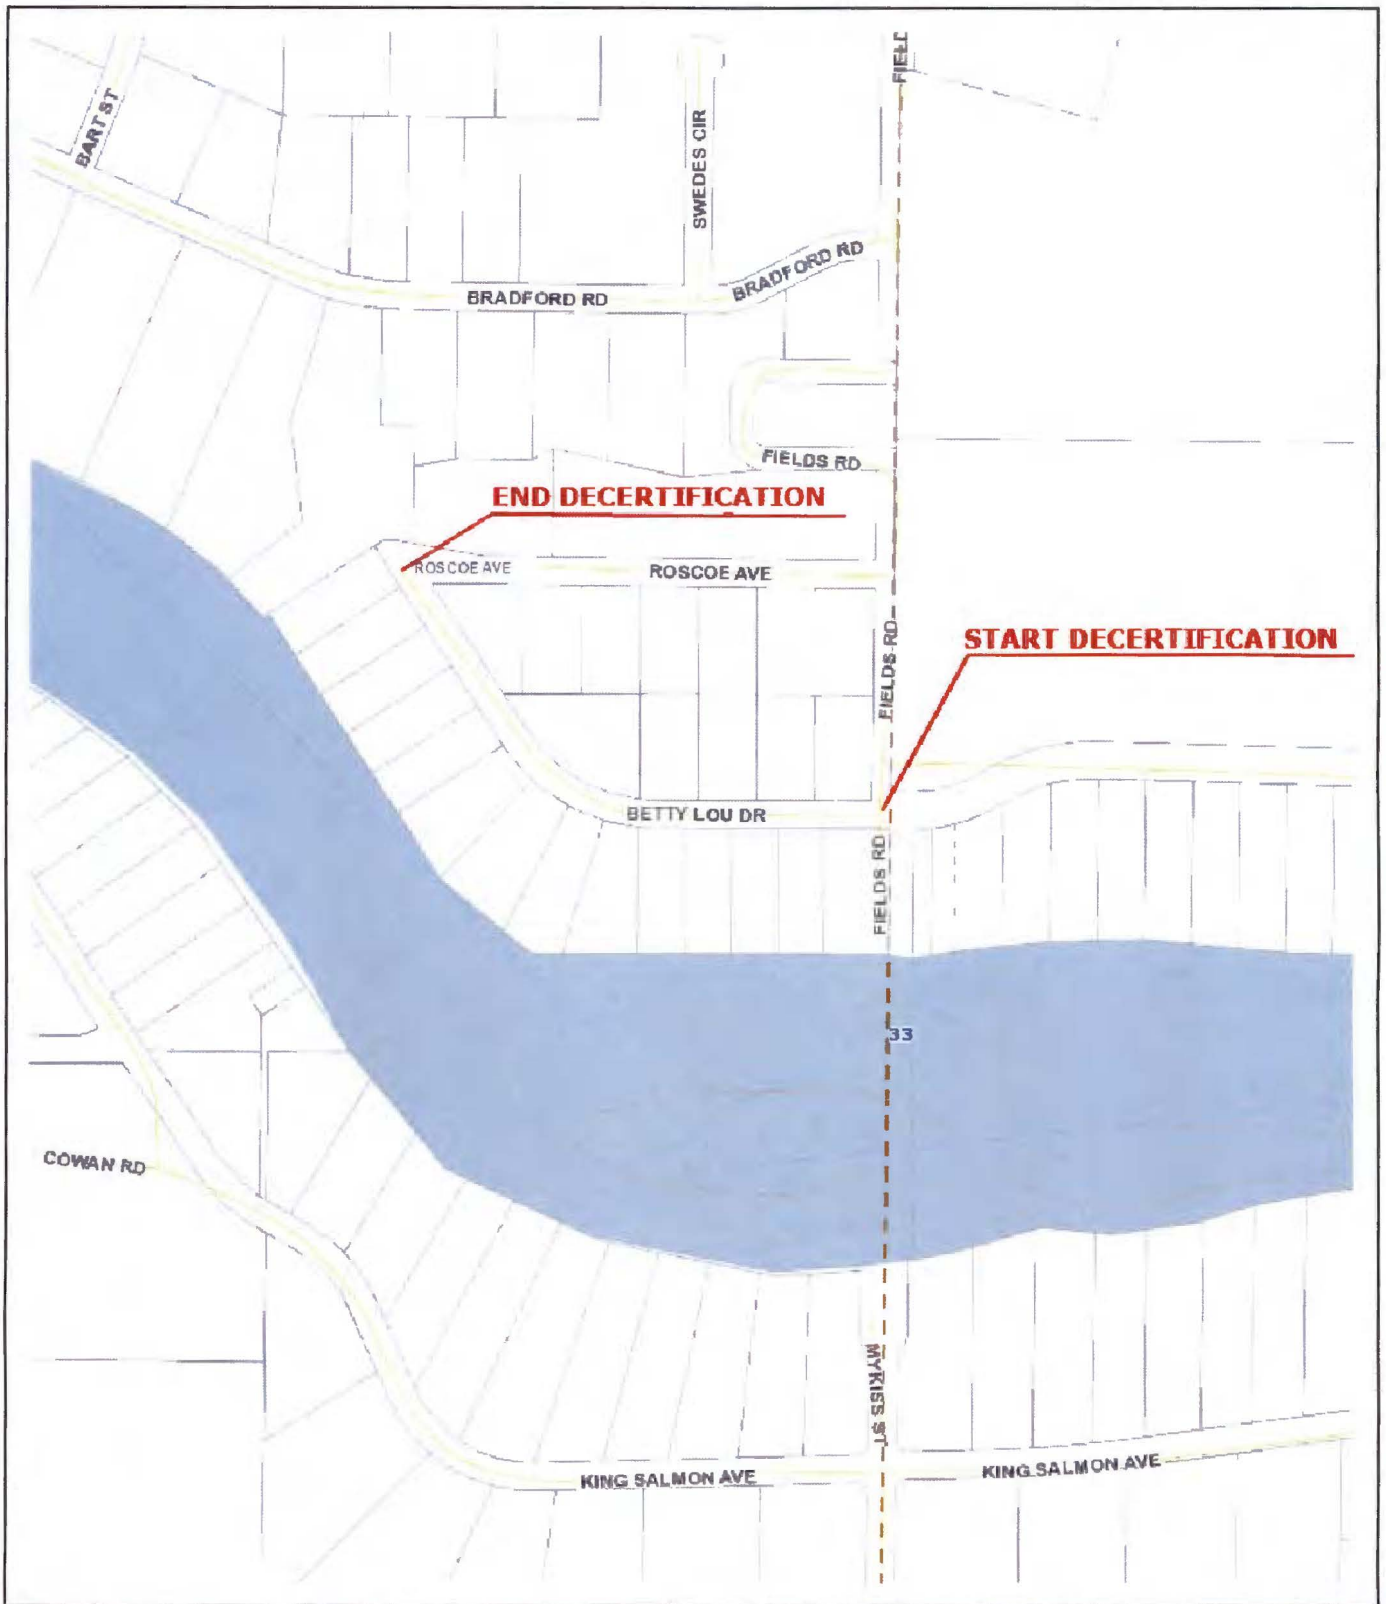 FIELD
BART ST
SWEDES CIR
BRADFORD RD
BRADFORD RD
FIELDS RD
END DECERTIFICATION
ROSCOE AVE
ROSCOE AVE
FIELDS RD
START DECERTIFICATION
BETTY LOU DR
FIELDS RD
33
COWAN RD
MYKISS ST
KING SALMON AVE
KING SALMON AVE